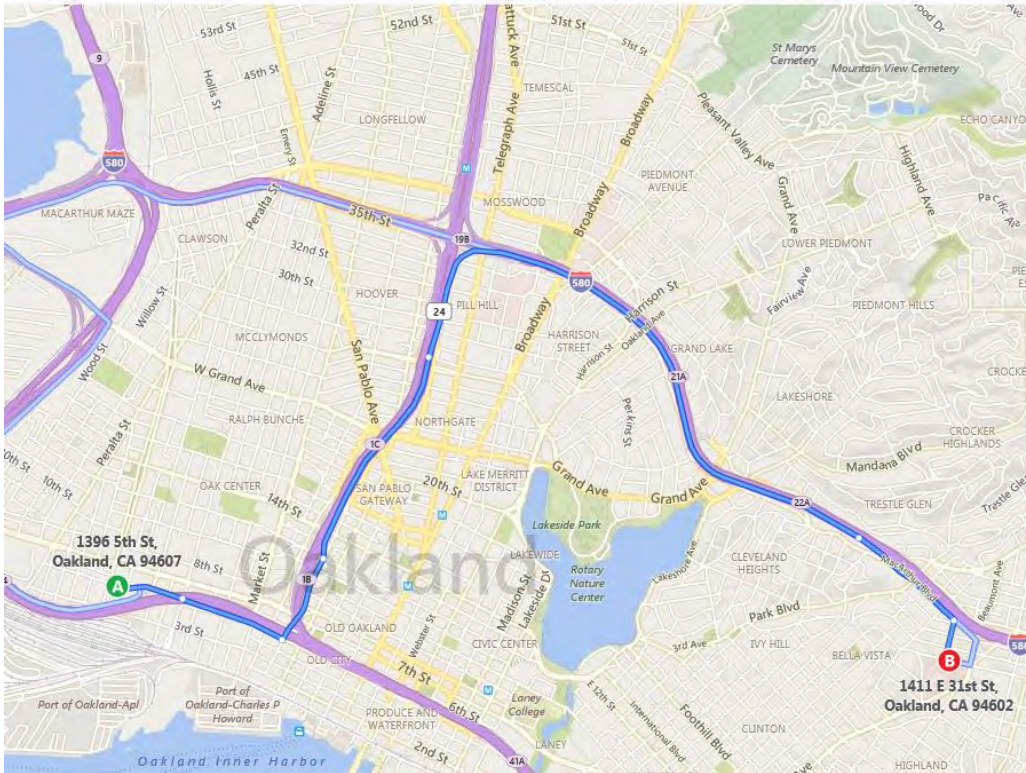 53rd St
52nd St
51st St
51st St
St Marys
Cemetery
Mountain View Cemetery
9
Hollis St
45th St
Adeline St
TEMESCAL
LONGFELLOW
Telegraph Ave
Broadway
Pleasant Valley Ave
ECHO CANYO
Emery St
580
M
PIEDMONT
AVENUE
Grand Ave
Highland Ave
MACARTHUR MAZE
Peralta St
35th St
MOSSWOOD
Broadway
Pacific Av
CLAWSON
19B
LOWER PIEDMONT
32nd St
30th St
580
Harrison St
Fairview Ave
Willow St
HOOVER
24
PILL HILL
Oakland Ave
PIEDMONT HILLS
MCCLYMONDS
Broadway
HARRISON
STREET
Harrison St
GRAND LAKE
Wood St
San Pablo Ave
21A
W Grand Ave
LAKESHORE
RALPH BUNCHE
NORTHGATE
Perkins St
CROCKER
HIGHLANDS
Peralta St
1C
Mandana Blvd
10th St
OAK CENTER
SAN PABLO
GATEWAY
20th St
LAKE MERRITT
DISTRICT
Grand Ave
Grand Ave
TRESTLE GLEN
Trestle Glen
14th St
M
22A
1396 5th St,
Oakland, CA 94607
Oakland
Lakeside Park
8th St
Market St
LAKEWIDE
Rotary
Nature
Center
Lakeshore Ave
CLEVELAND
HEIGHTS
MacArthur Blvd
A
1B
Madison St
Lakeside Dr
Beaumont Ave
3rd St
OLD OAKLAND
Webster St
CIVIC CENTER
3rd Ave
Park Blvd
IVY HILL
580
OLD CITY
7th St
BELLA VISTA
B
1411 E 31st St,
Oakland, CA 94602
Port of Oakland-Apl
Port of
Oakland-Charles P
Howard
6th St
M
Laney
College
E 12th St
International Blvd
Foothill Blvd
CLINTON
PRODUCE AND
WATERFRONT
2nd St
LANEY
Oakland Inner Harbor
41A
HIGHLAND